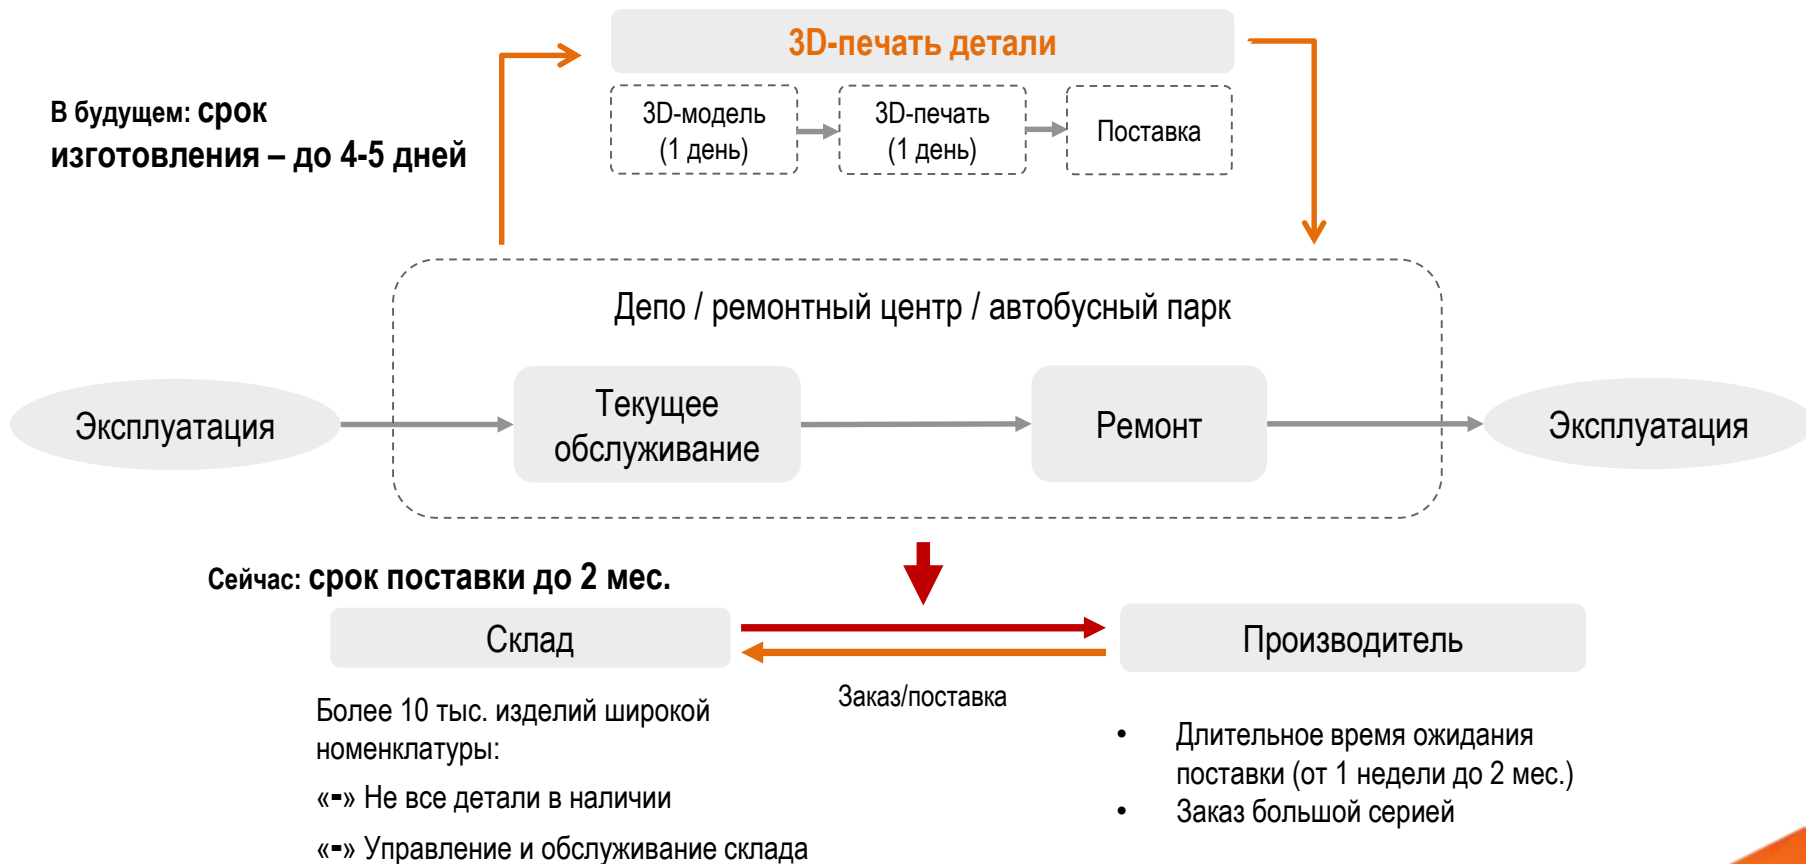 3D-печать детали
В будущем: срок
изготовления – до 4-5 дней
3D-модель
(1 день)
3D-печать
(1 день)
Поставка
Депо / ремонтный центр / автобусный парк
Эксплуатация
Текущее
обслуживание
Ремонт
Эксплуатация
Сейчас: срок поставки до 2 мес.
Склад
Производитель
Заказ/поставка
Более 10 тыс. изделий широкой
номенклатуры:
«-» Не все детали в наличии
«-» Управление и обслуживание склада
• Длительное время ожидания
поставки (от 1 недели до 2 мес.)
• Заказ большой серией